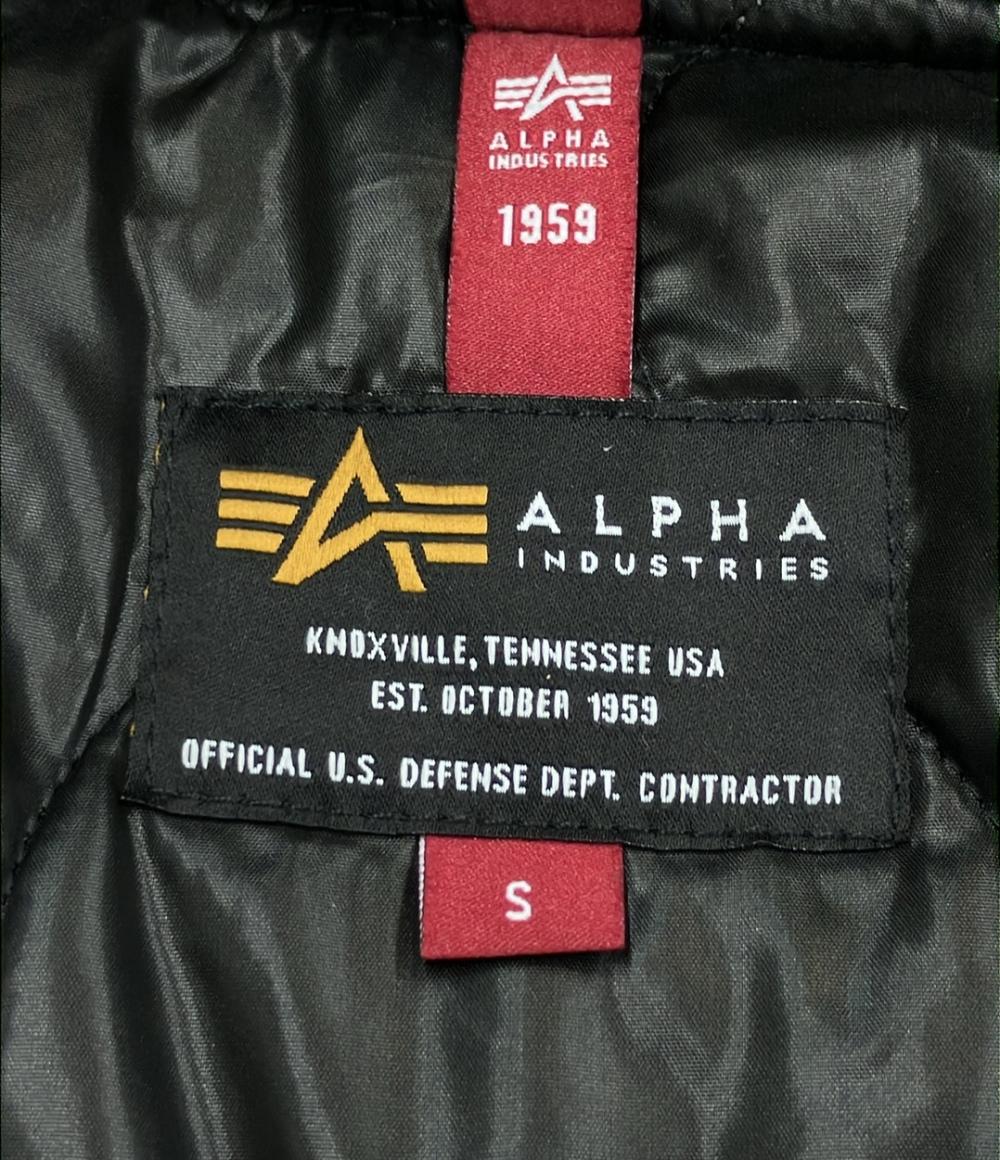 ALPHA
INDUSTRIES
1959
ALPHA
INDUSTRIES
KNOXVILLE, TENNESSEE USA
EST. OCTOBER 1959
OFFICIAL U.S. DEFENSE DEPT. CONTRACTOR
S